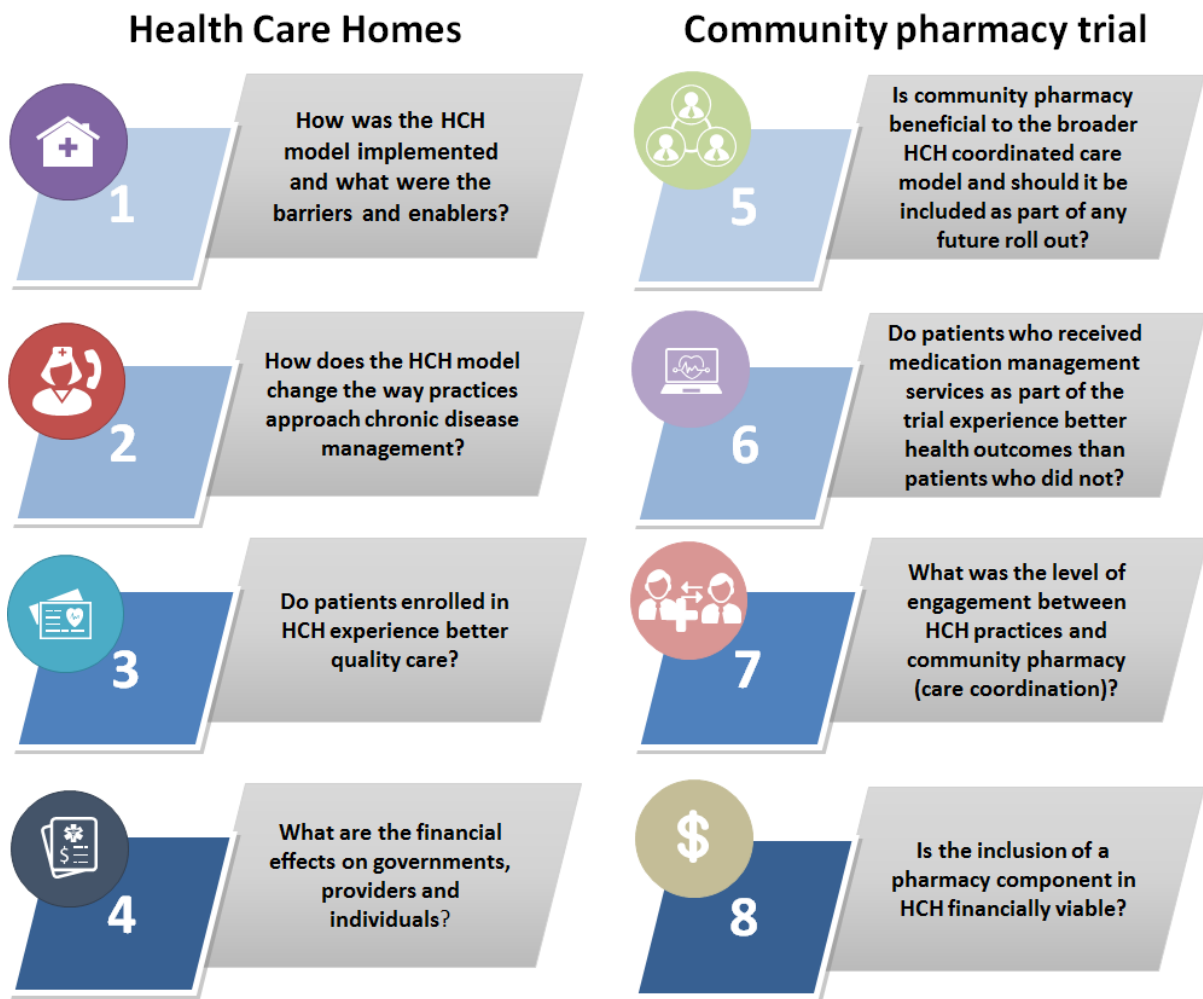 Health Care Homes
1
How was the HCH
model implemented
and what were the
barriers and enablers?
2
How does the HCH model
change the way practices
approach chronic disease
management?
3
Do patients enrolled in
HCH experience better
quality care?
$
4
What are the financial
effects on governments,
providers and
individuals?
Community pharmacy trial
5
Is community pharmacy
beneficial to the broader
HCH coordinated care
model and should it be
included as part of any
future roll out?
6
Do patients who received
medication management
services as part of the
trial experience better
health outcomes than
patients who did not?
7
What was the level of
engagement between
HCH practices and
community pharmacy
(care coordination)?
$
8
Is the inclusion of a
pharmacy component in
HCH financially viable?